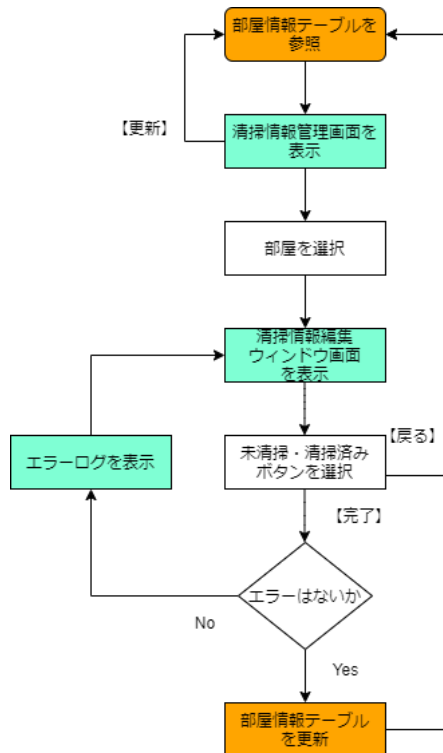 部屋情報テーブルを
参照
【更新】
清掃情報管理画面を
表示
部屋を選択
清掃情報編集
ウィンドウ画面
を表示
【戻る】
エラーログを表示
未清掃・清掃済み
ボタンを選択
【完了】
エラーはないか
No
Yes
部屋情報テーブル
を更新